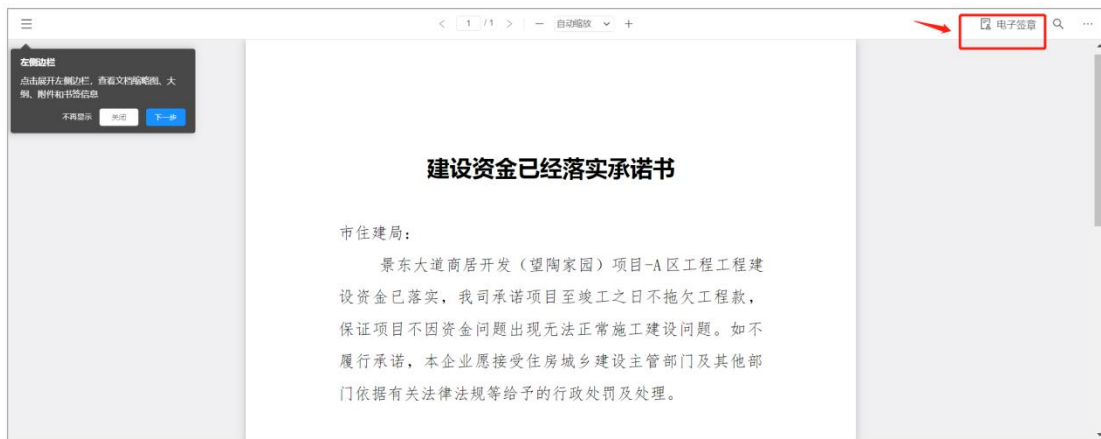 1 / 1
自动缩放
电子签章
左侧边栏
点击展开左侧边栏，查看文档缩略图、大
纲、附件和书签信息
不再显示 关闭 下一步
建设资金已经落实承诺书
市住建局：
景东大道商居开发（望陶家园）项目-A区工程工程建
设资金已落实，我司承诺项目至竣工之日不拖欠工程款，
保证项目不因资金问题出现无法正常施工建设问题。如不
履行承诺，本企业愿接受住房城乡建设主管部门及其他部
门依据有关法律法规等给予的行政处罚及处理。